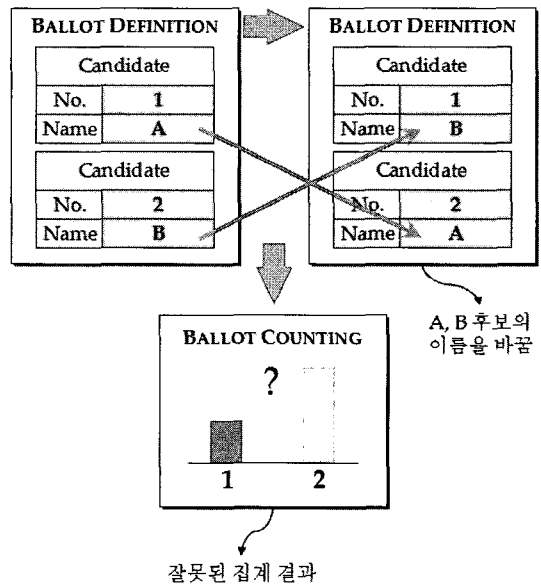 BALLOT DEFINITION
Candidate
No. 1
Name A
Candidate
No. 2
Name B
BALLOT DEFINITION
Candidate
No. 1
Name B
Candidate
No. 2
Name A
A, B 후보의
이름을 바꿈
BALLOT COUNTING
?
1 2
잘못된 집계 결과